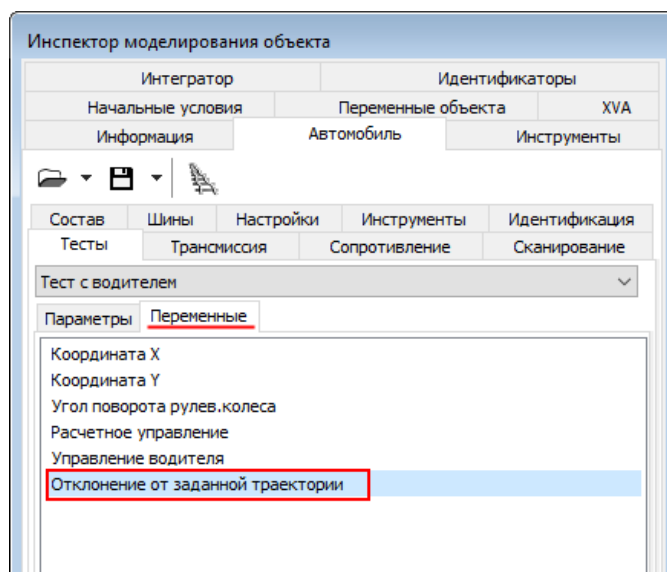 Инспектор моделирования объекта
Интегратор Идентификаторы
Начальные условия Переменные объекта XVA
Информация Автомобиль Инструменты
Состав Шины Настройки Инструменты Идентификация
Тесты Трансмиссия Сопротивление Сканирование
Тест с водителем
Параметры Переменные
Координата X
Координата Y
Угол поворота рулев.колеса
Расчетное управление
Управление водителя
Отклонение от заданной траектории